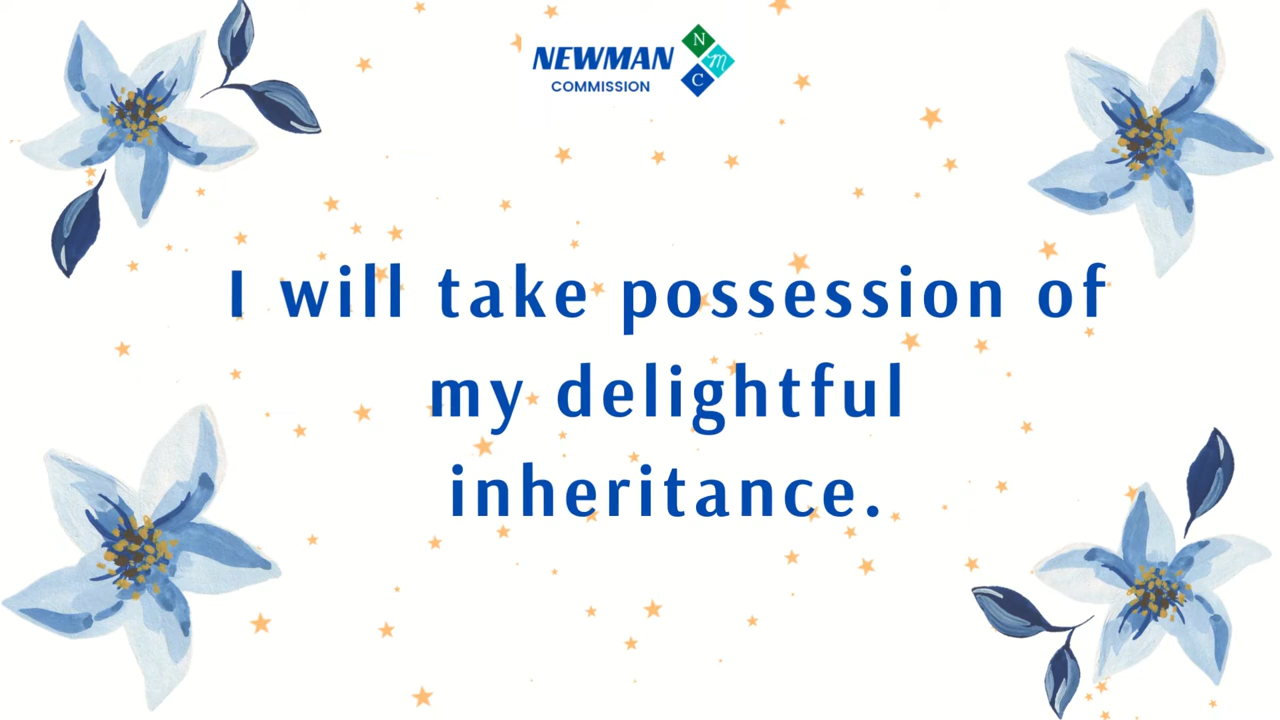 NEWMAN
COMMISSION
N
M
C
I will take possession of
my delightful
inheritance.